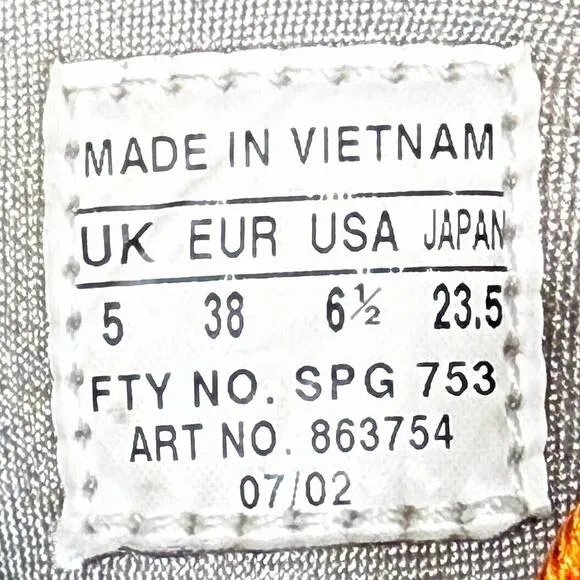 MADE IN VIETNAM
UK EUR USA JAPAN
5 38 6½ 23.5
FTY NO. SPG 753
ART NO. 863754
07/02